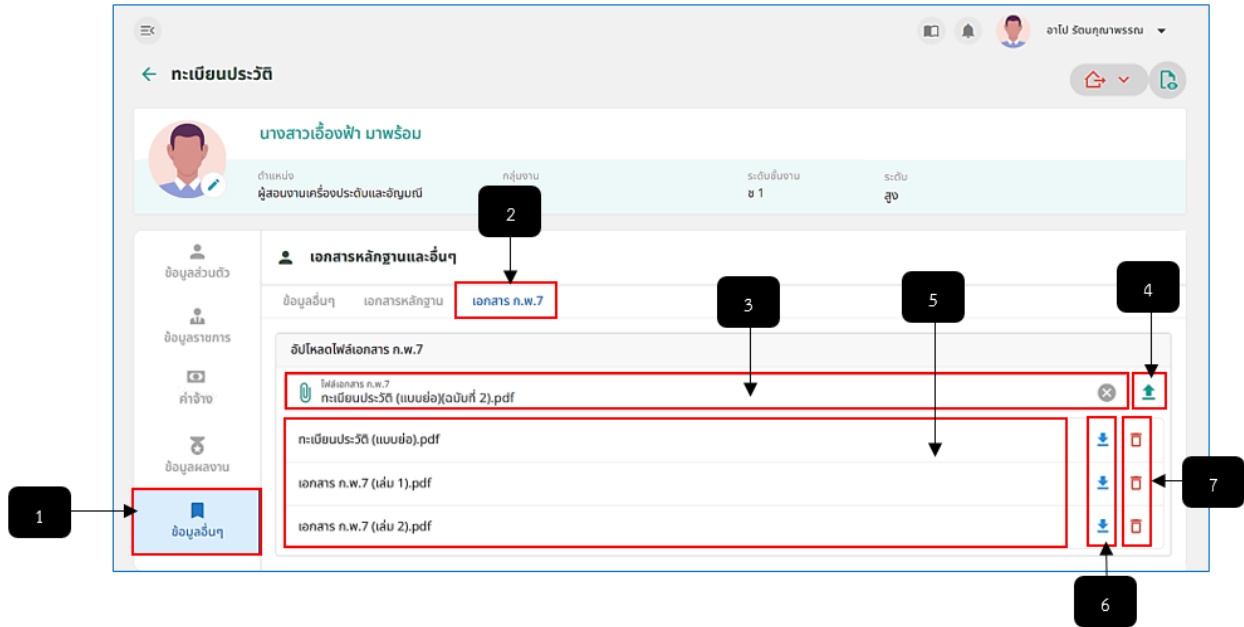 อาโป รัตนกุณาพรรณ
ทะเบียนประวัติ
นางสาวเอื้องฟ้า มาพร้อม
ตำแหน่ง กลุ่มงาน ระดับชั้นงาน ระดับ
ผู้สอนงานเครื่องประดับและอัญมณี ช 1 สูง
2
ข้อมูลส่วนตัว
เอกสารหลักฐานและอื่นๆ
ข้อมูลอื่นๆ เอกสารหลักฐาน เอกสาร ก.พ.7
3
5
4
ข้อมูลราชการ
อัปโหลดไฟล์เอกสาร ก.พ.7
ไฟล์เอกสาร ก.พ.7
ทะเบียนประวัติ (แบบย่อ)(ฉบับที่ 2).pdf
ค่าจ้าง
ทะเบียนประวัติ (แบบย่อ).pdf
ข้อมูลผลงาน
เอกสาร ก.พ.7 (เล่ม 1).pdf
7
1
ข้อมูลอื่นๆ
เอกสาร ก.พ.7 (เล่ม 2).pdf
6